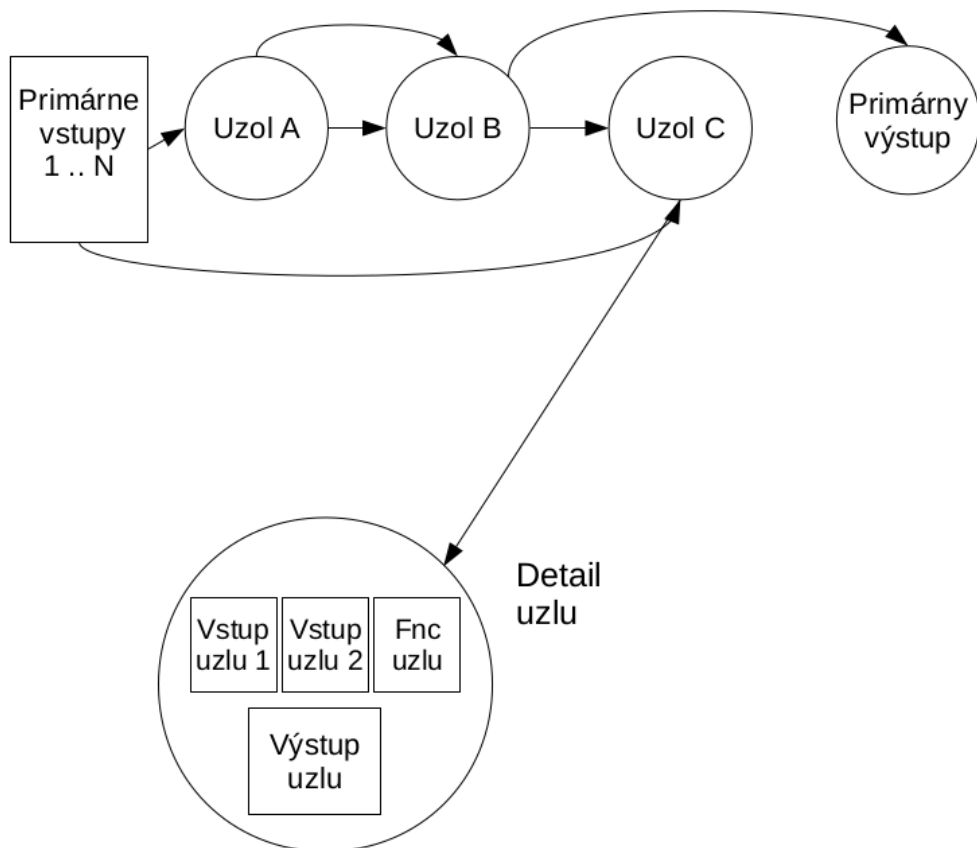 Primárne
vstupy
1 .. N
Uzol A
Uzol B
Uzol C
Primárny
výstup
Detail
uzlu
Vstup
uzlu 1
Vstup
uzlu 2
Fnc
uzlu
Výstup
uzlu